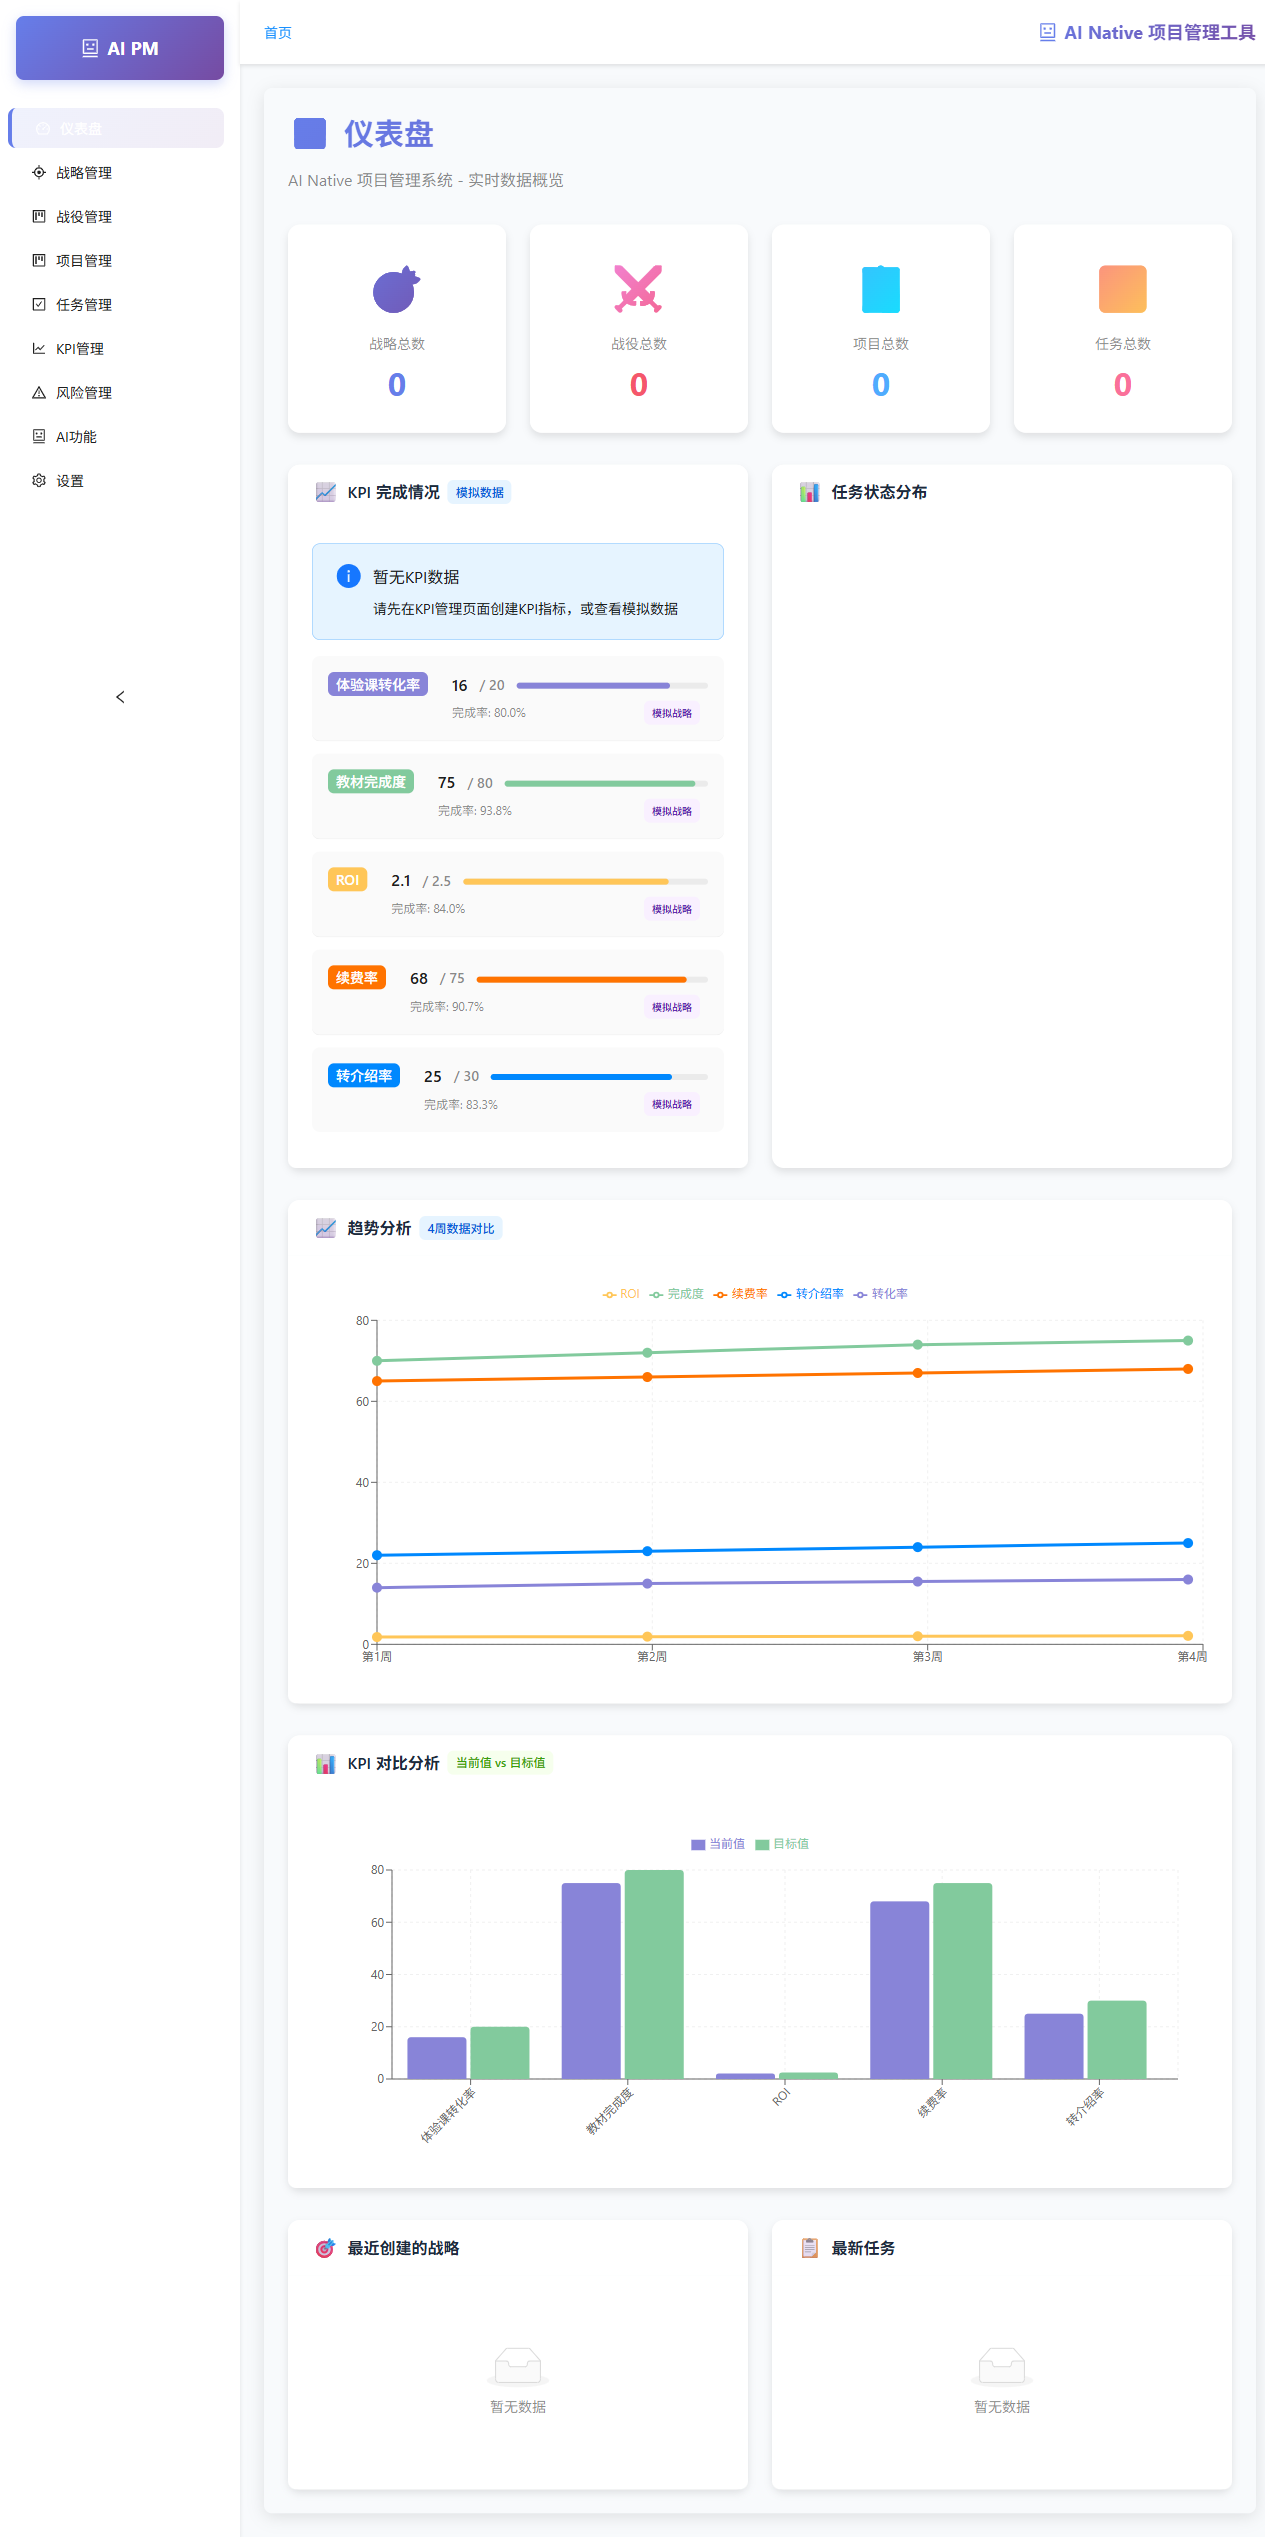 AI PM
仪表盘
战略管理
战役管理
项目管理
任务管理
KPI管理
风险管理
AI功能
设置
首页
AI Native 项目管理工具
仪表盘
AI Native 项目管理系统 - 实时数据概览
战略总数
0
战役总数
0
项目总数
0
任务总数
0
KPI 完成情况 模拟数据
暂无KPI数据
请先在KPI管理页面创建KPI指标，或查看模拟数据
体验课转化率 16 / 20
完成率: 80.0% 模拟战略
教材完成度 75 / 80
完成率: 93.8% 模拟战略
ROI 2.1 / 2.5
完成率: 84.0% 模拟战略
续费率 68 / 75
完成率: 90.7% 模拟战略
转介绍率 25 / 30
完成率: 83.3% 模拟战略
任务状态分布
趋势分析 4周数据对比
ROI 完成度 续费率 转介绍率 转化率
80
60
40
20
0
第1周 第2周 第3周 第4周
KPI 对比分析 当前值 vs 目标值
当前值 目标值
80
60
40
20
0
体验课转化率 教材完成度 ROI 续费率 转介绍率
最近创建的战略
暂无数据
最新任务
暂无数据